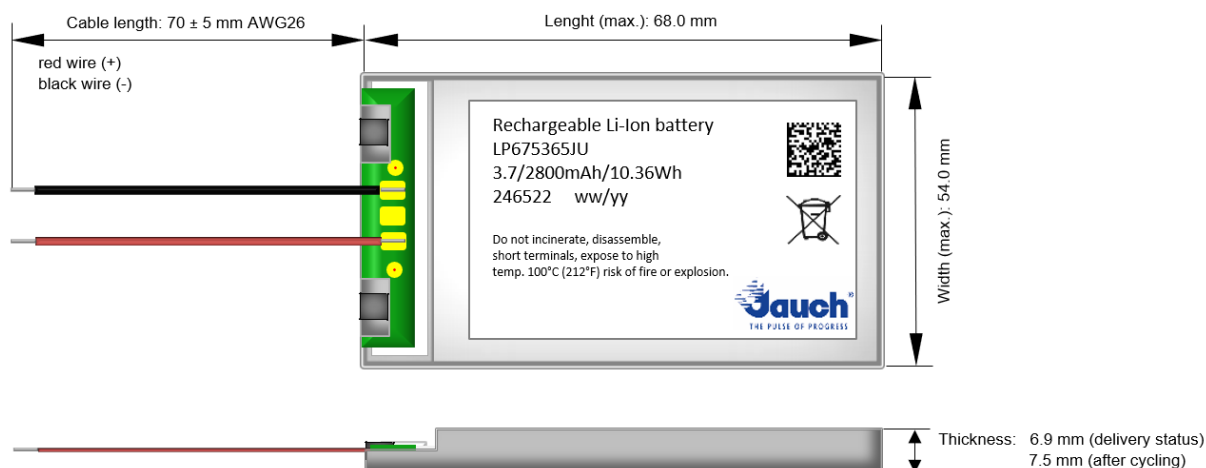 Cable length: 70 ± 5 mm AWG26
Lenght (max.): 68.0 mm
red wire (+)
black wire (-)
Rechargeable Li-Ion battery
LP675365JU
3.7/2800mAh/10.36Wh
246522 ww/yy
Do not incinerate, disassemble,
short terminals, expose to high
temp. 100°C (212°F) risk of fire or explosion.
Jauch®
THE PULSE OF PROGRESS
Width (max.): 54.0 mm
Thickness: 6.9 mm (delivery status)
7.5 mm (after cycling)